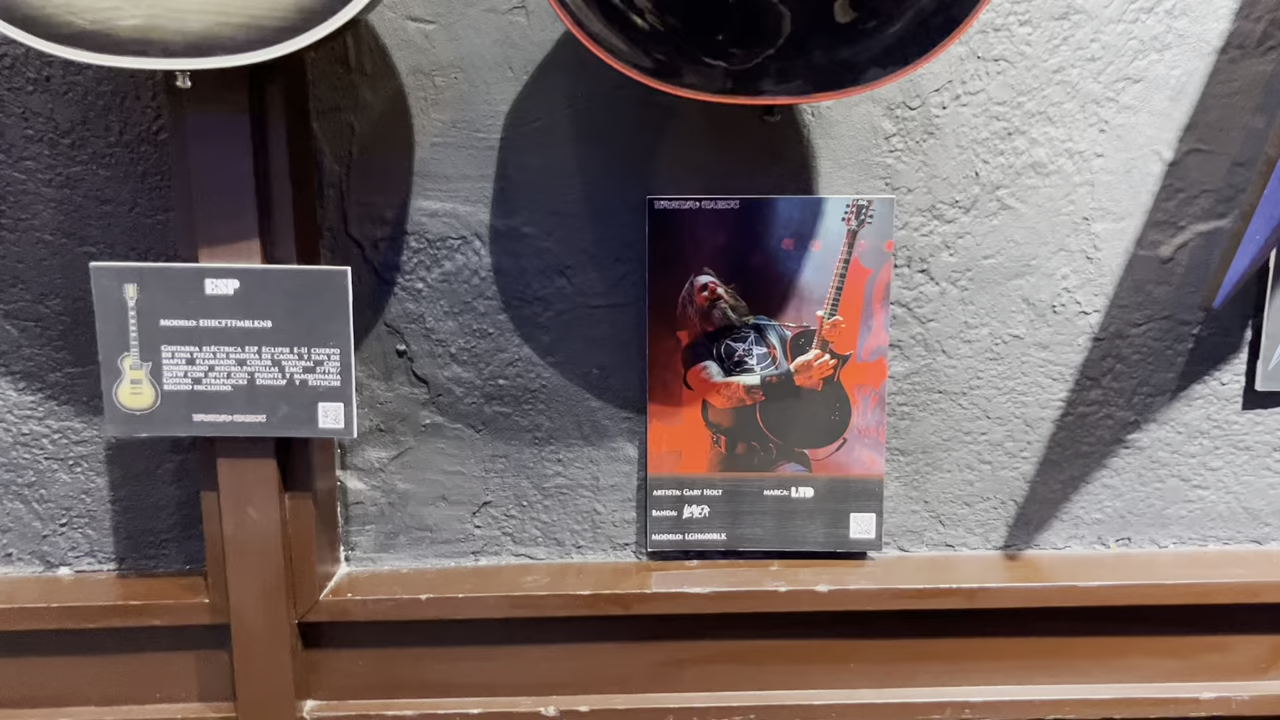 ESP
MODELO: EIIECFTFMBLKNB
GUITARRA ELÉCTRICA ESP ECLIPSE E-II CUERPO
DE UNA PIEZA EN MADERA DE CAOBA Y TAPA DE
MAPLE FLAMEADO, COLOR NATURAL CON
SOMBREADO NEGRO.PASTILLAS EMG 57TW/
56TW CON SPLIT COIL, PUENTE Y MAQUINARIA
GOTOH, STRAPLOCKS DUNLOP Y ESTUCHE
RÍGIDO INCLUIDO.
ARTISTA: GARY HOLT MARCA: LTD
BANDA: SLAYER
MODELO: LGH600BLK